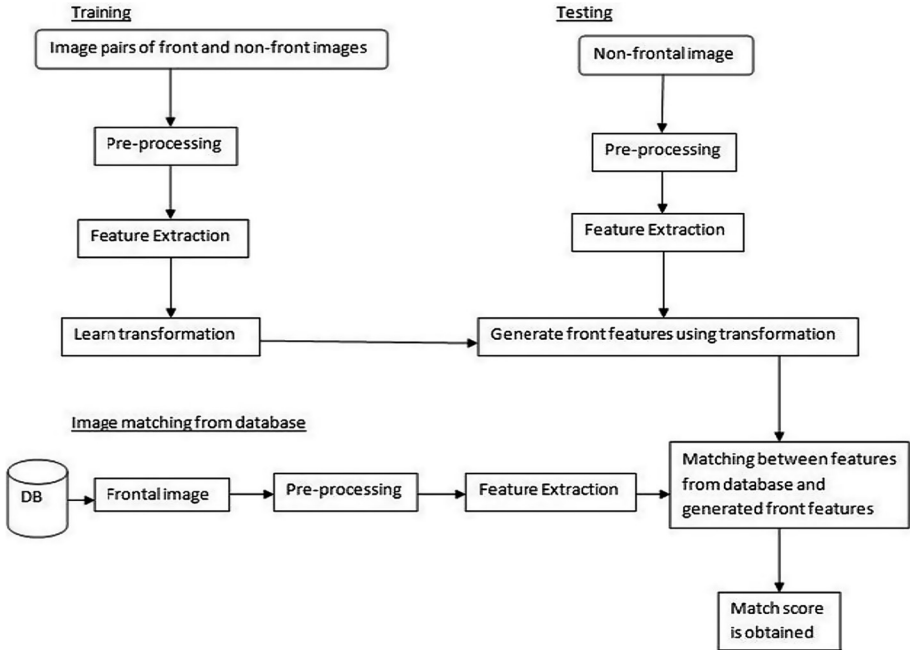 Training
Image pairs of front and non-front images
Pre-processing
Feature Extraction
Learn transformation
Testing
Non-frontal image
Pre-processing
Feature Extraction
Generate front features using transformation
Image matching from database
DB
Frontal image
Pre-processing
Feature Extraction
Matching between features
from database and
generated front features
Match score
is obtained